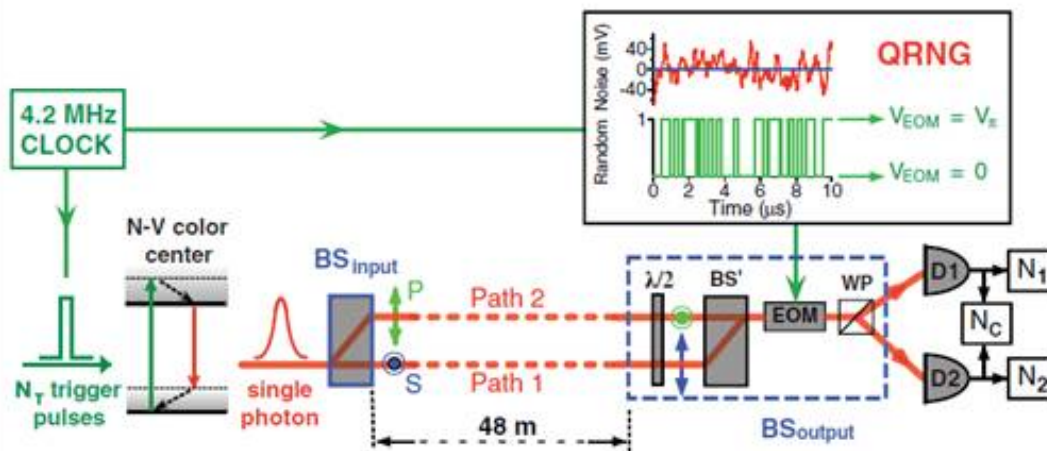 QRNG
Random Noise (mV)
40
0
-40
1
0
0 2 4 6 8 10
Time (μs)
V_EOM = V_π
V_EOM = 0
4.2 MHz
CLOCK
N-V color
center
N_T trigger
pulses
single
photon
BS_input
P
S
Path 2
Path 1
48 m
λ/2
BS'
EOM
WP
BS_output
D1
D2
N_1
N_C
N_2